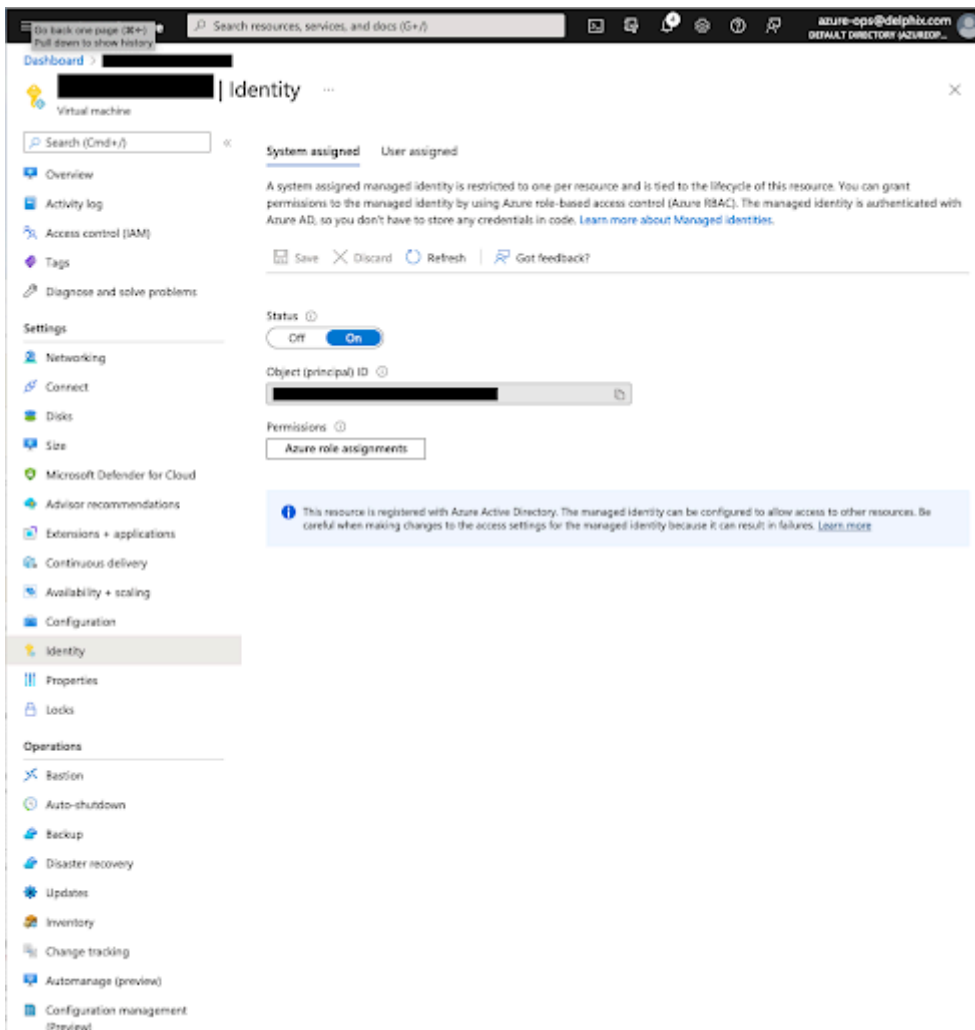 Go back one page (⌘←)
Pull down to show history
Search resources, services, and docs (G+/)
azure-ops@delphix.com
DEFAULT DIRECTORY (AZUREOP...
Dashboard >
| Identity ...
Virtual machine
Search (Cmd+/)
«
Overview
Activity log
Access control (IAM)
Tags
Diagnose and solve problems
Settings
Networking
Connect
Disks
Size
Microsoft Defender for Cloud
Advisor recommendations
Extensions + applications
Continuous delivery
Availability + scaling
Configuration
Identity
Properties
Locks
Operations
Bastion
Auto-shutdown
Backup
Disaster recovery
Updates
Inventory
Change tracking
Automanage (preview)
Configuration management
(Preview)
System assigned User assigned
A system assigned managed identity is restricted to one per resource and is tied to the lifecycle of this resource. You can grant
permissions to the managed identity by using Azure role-based access control (Azure RBAC). The managed identity is authenticated with
Azure AD, so you don't have to store any credentials in code. Learn more about Managed identities.
Save Discard Refresh | Got feedback?
Status
Off On
Object (principal) ID
Permissions
Azure role assignments
This resource is registered with Azure Active Directory. The managed identity can be configured to allow access to other resources. Be
careful when making changes to the access settings for the managed identity because it can result in failures. Learn more